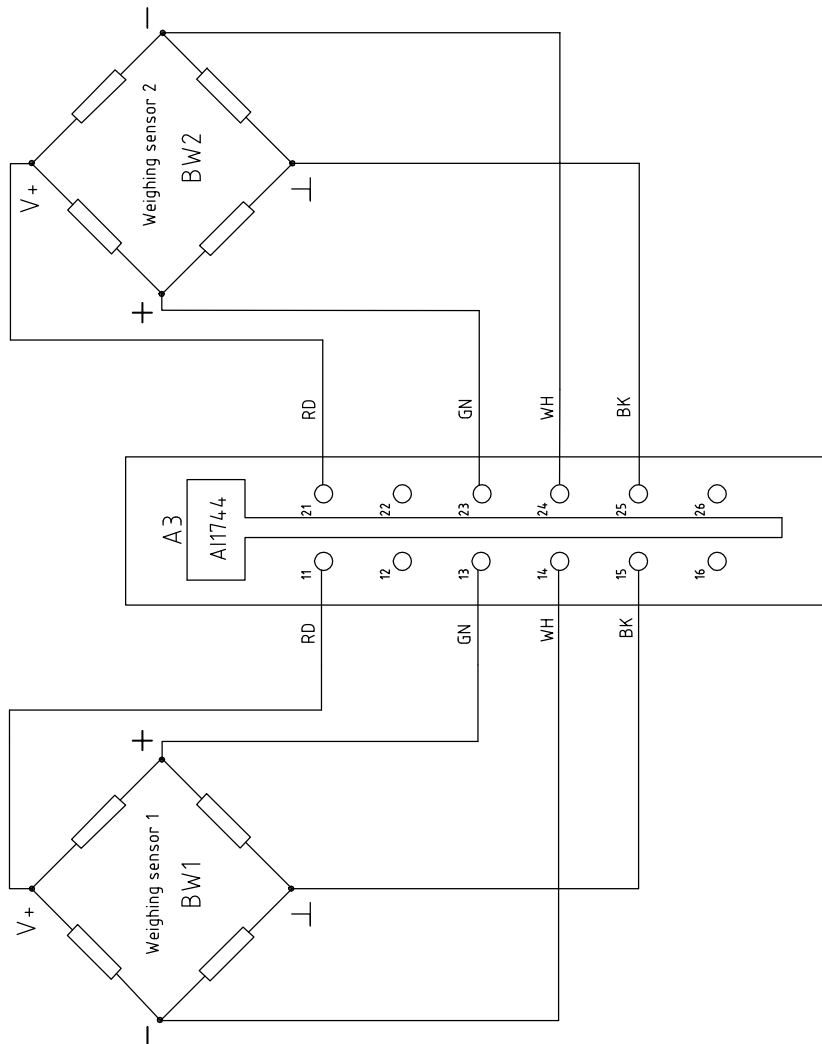 Weighing sensor 2
BW2
V+
⊥
+
−
RD
GN
WH
BK
A3
AI1744
21
22
23
24
25
26
11
12
13
14
15
16
RD
GN
WH
BK
Weighing sensor 1
BW1
V+
⊥
+
−